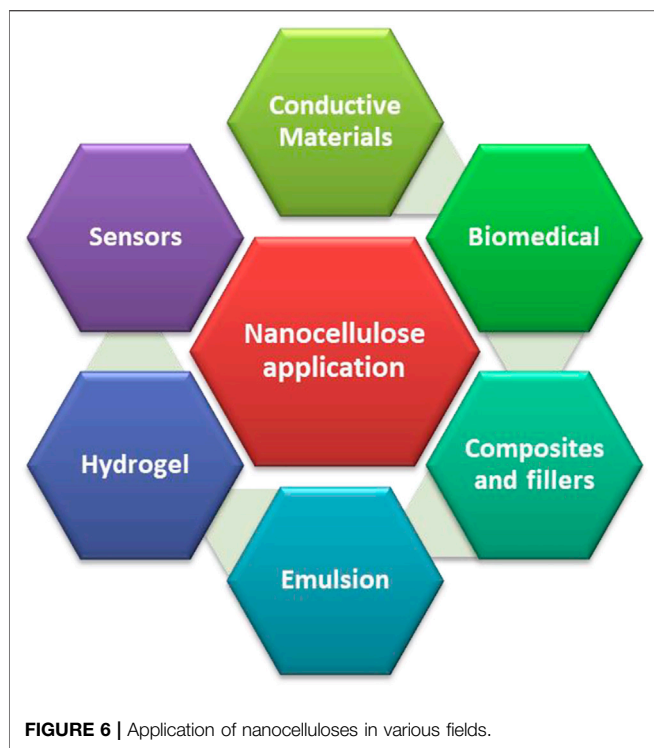 Conductive
Materials
Sensors
Biomedical
Nanocellulose
application
Hydrogel
Composites
and fillers
Emulsion
FIGURE 6 | Application of nanocelluloses in various fields.